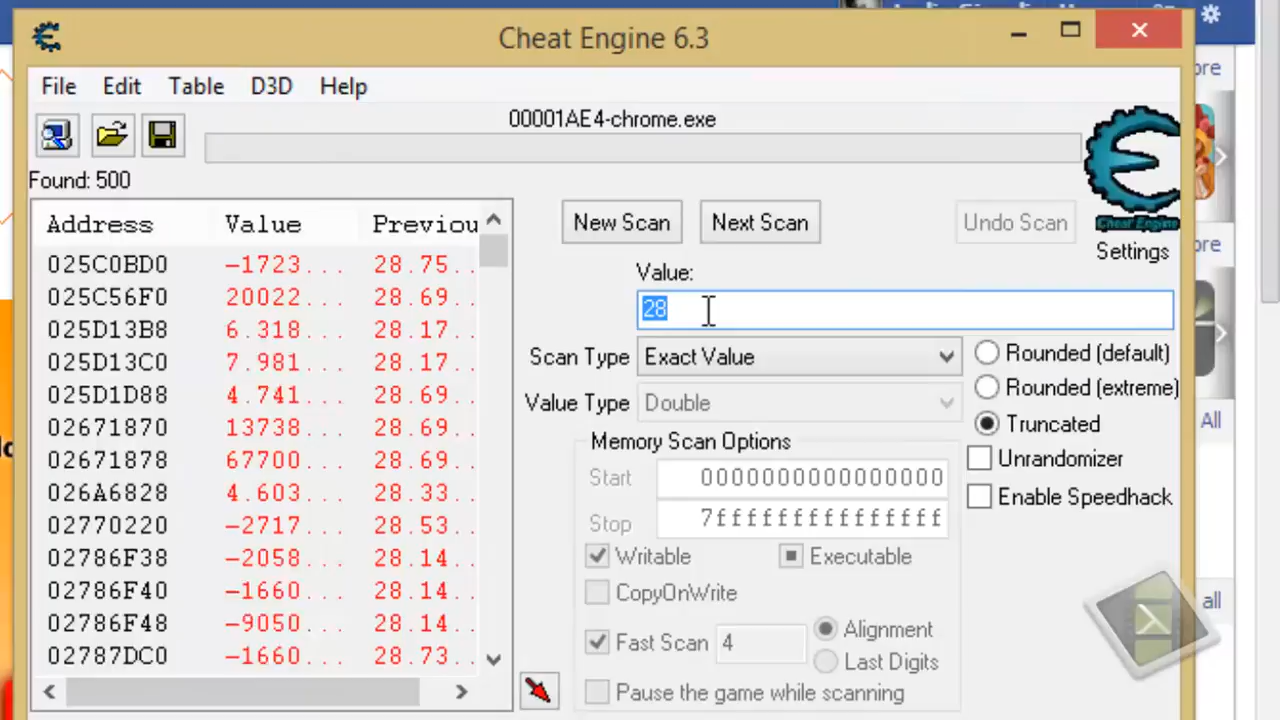 Cheat Engine 6.3
File Edit Table D3D Help
00001AE4-chrome.exe
Found: 500
Address Value Previou
025C0BD0 -1723... 28.75..
025C56F0 20022... 28.69..
025D13B8 6.318... 28.17..
025D13C0 7.981... 28.17..
025D1D88 4.741... 28.69..
02671870 13738... 28.69..
02671878 67700... 28.69..
026A6828 4.603... 28.33..
02770220 -2717... 28.53..
02786F38 -2058... 28.14..
02786F40 -1660... 28.14..
02786F48 -9050... 28.14..
02787DC0 -1660... 28.73..
New Scan Next Scan Undo Scan
Cheat Engine
Settings
Value:
28
Scan Type Exact Value
Value Type Double
Rounded (default)
Rounded (extreme)
Truncated
Unrandomizer
Enable Speedhack
Memory Scan Options
Start 0000000000000000
Stop 7fffffffffffffff
Writable Executable
CopyOnWrite
Fast Scan 4 Alignment
Last Digits
Pause the game while scanning
ore
ore
All
all